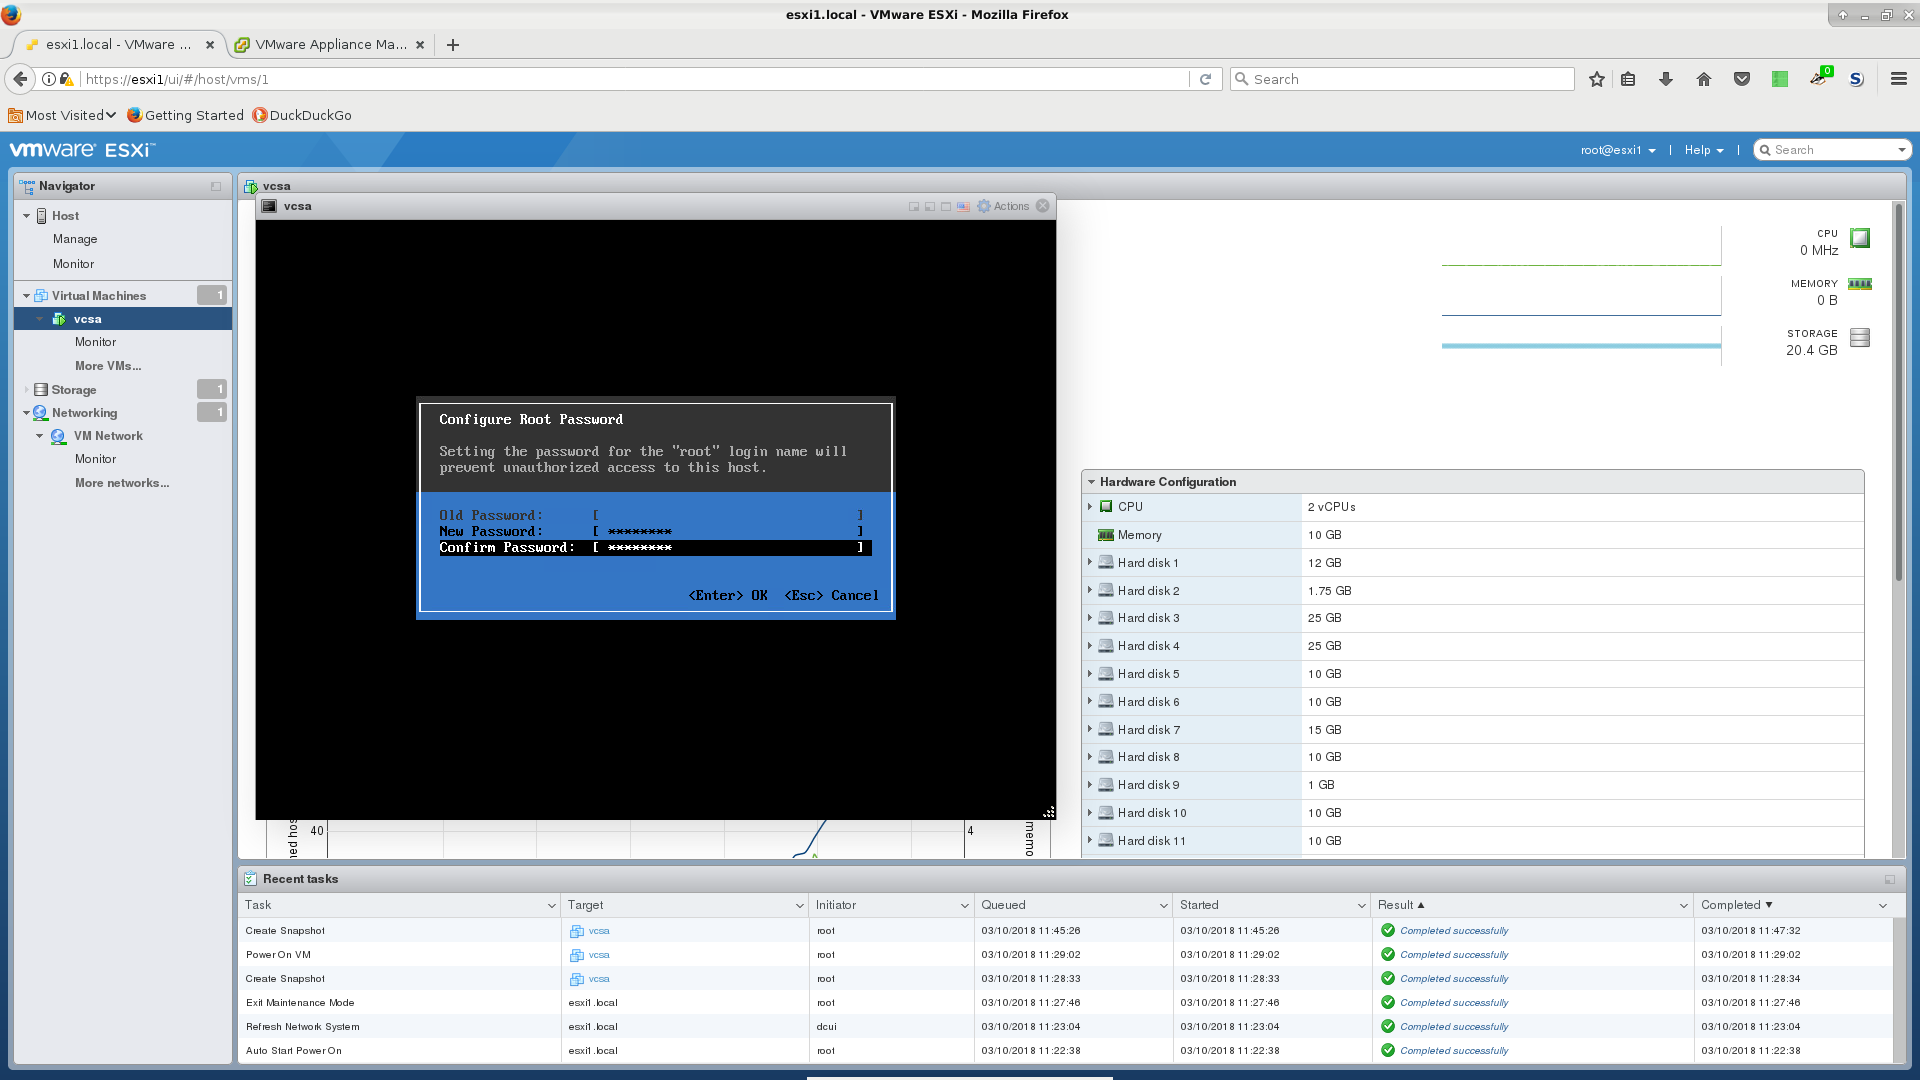 esxi1.local - VMware ESXi - Mozilla Firefox
esxi1.local - VMware ...
VMware Appliance Ma...
https://esxi1/ui/#/host/vms/1
Search
0
Most Visited
Getting Started
DuckDuckGo
vmware ESXi
root@esxi1
|
Help
|
Search
Navigator
Host
Manage
Monitor
Virtual Machines 1
vcsa
Monitor
More VMs...
Storage 1
Networking 1
VM Network
Monitor
More networks...
vcsa
vcsa
Actions
Configure Root Password
Setting the password for the "root" login name will
prevent unauthorized access to this host.
Old Password: [ ]
New Password: [ ******** ]
Confirm Password: [ ******** ]
<Enter> OK <Esc> Cancel
40
4
CPU
0 MHz
MEMORY
0 B
STORAGE
20.4 GB
Hardware Configuration
CPU 2 vCPUs
Memory 10 GB
Hard disk 1 12 GB
Hard disk 2 1.75 GB
Hard disk 3 25 GB
Hard disk 4 25 GB
Hard disk 5 10 GB
Hard disk 6 10 GB
Hard disk 7 15 GB
Hard disk 8 10 GB
Hard disk 9 1 GB
Hard disk 10 10 GB
Hard disk 11 10 GB
Recent tasks
Task Target Initiator Queued Started Result Completed
Create Snapshot vcsa root 03/10/2018 11:45:26 03/10/2018 11:45:26 Completed successfully 03/10/2018 11:47:32
Power On VM vcsa root 03/10/2018 11:29:02 03/10/2018 11:29:02 Completed successfully 03/10/2018 11:29:02
Create Snapshot vcsa root 03/10/2018 11:28:33 03/10/2018 11:28:33 Completed successfully 03/10/2018 11:28:34
Exit Maintenance Mode esxi1.local root 03/10/2018 11:27:46 03/10/2018 11:27:46 Completed successfully 03/10/2018 11:27:46
Refresh Network System esxi1.local dcui 03/10/2018 11:23:04 03/10/2018 11:23:04 Completed successfully 03/10/2018 11:23:04
Auto Start Power On esxi1.local root 03/10/2018 11:22:38 03/10/2018 11:22:38 Completed successfully 03/10/2018 11:22:38